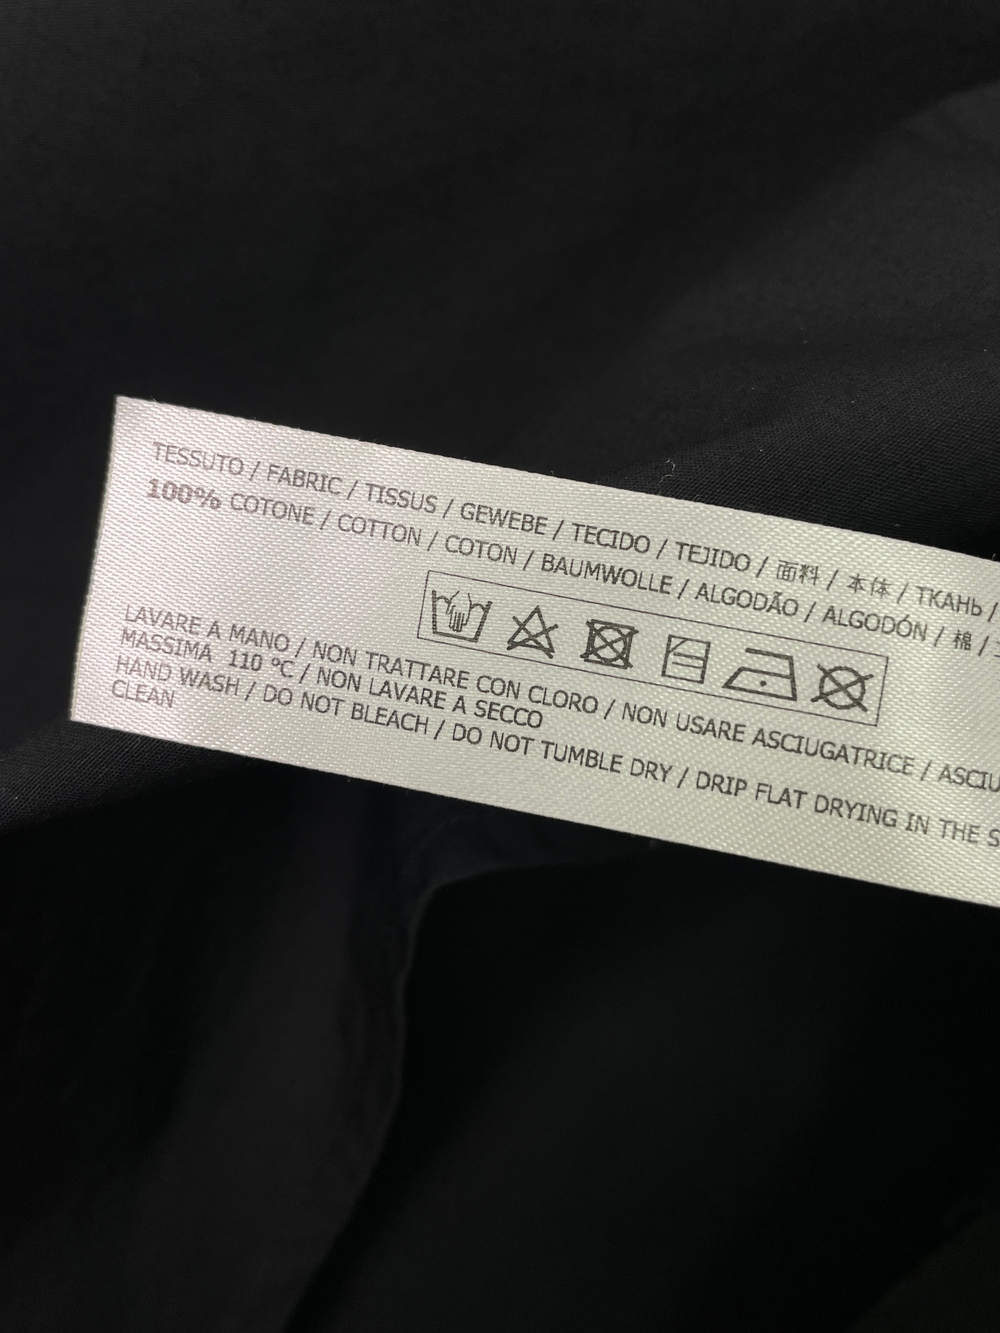 TESSUTO / FABRIC / TISSUS / GEWEBE / TECIDO / TEJIDO / 面料 / 本体 / ТКАНЬ /
100% COTONE / COTTON / COTON / BAUMWOLLE / ALGODÃO / ALGODÓN / 棉 /
LAVARE A MANO / NON TRATTARE CON CLORO / NON USARE ASCIUGATRICE / ASCIU
MASSIMA 110 °C / NON LAVARE A SECCO
HAND WASH / DO NOT BLEACH / DO NOT TUMBLE DRY / DRIP FLAT DRYING IN THE S
CLEAN